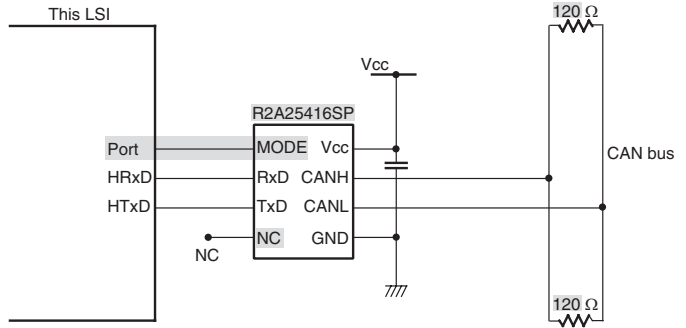 This LSI
120 Ω
Vcc
R2A25416SP
Port MODE Vcc
CAN bus
HRxD RxD CANH
HTxD TxD CANL
NC GND
NC
120 Ω